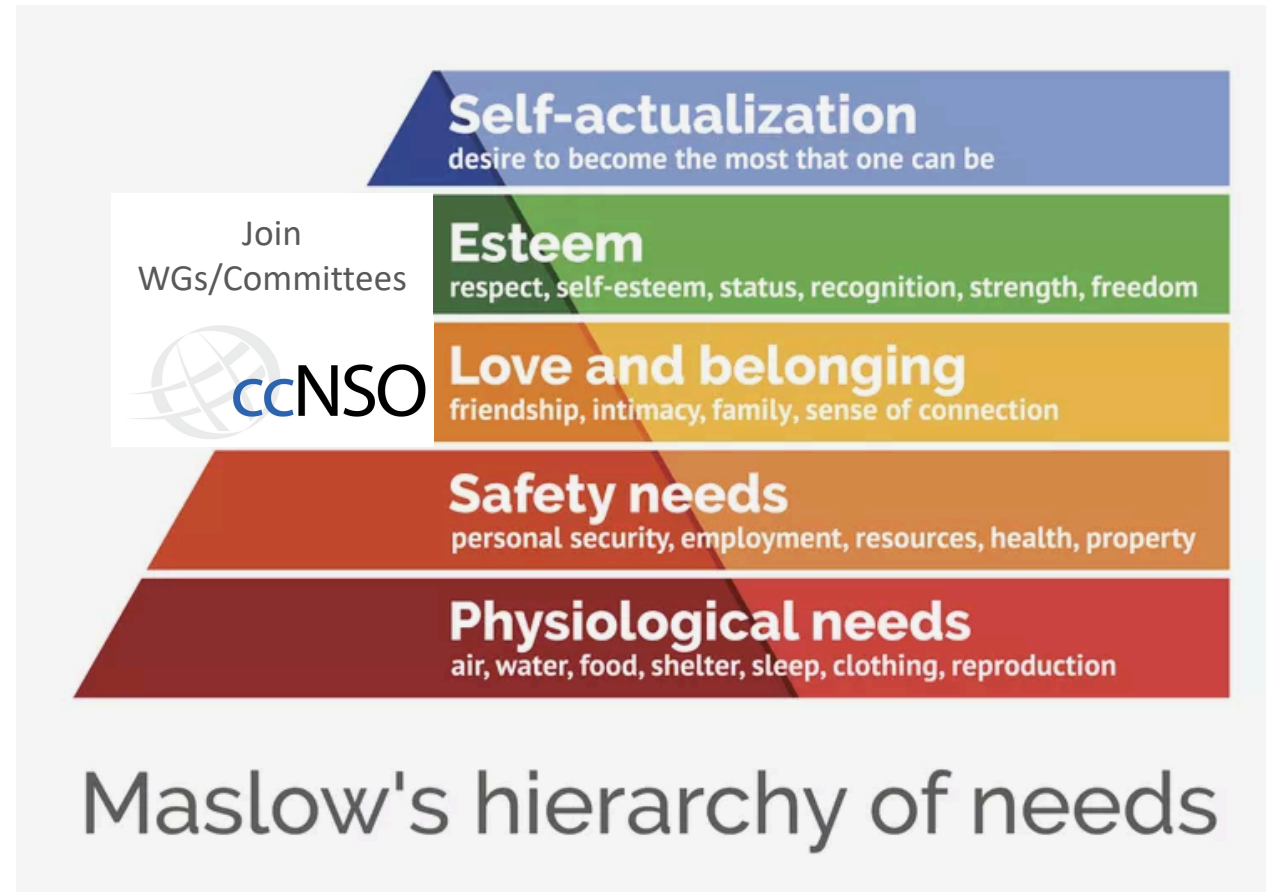 Self-actualization
desire to become the most that one can be
Join
WGs/Committees
ccNSO
Esteem
respect, self-esteem, status, recognition, strength, freedom
Love and belonging
friendship, intimacy, family, sense of connection
Safety needs
personal security, employment, resources, health, property
Physiological needs
air, water, food, shelter, sleep, clothing, reproduction
Maslow's hierarchy of needs